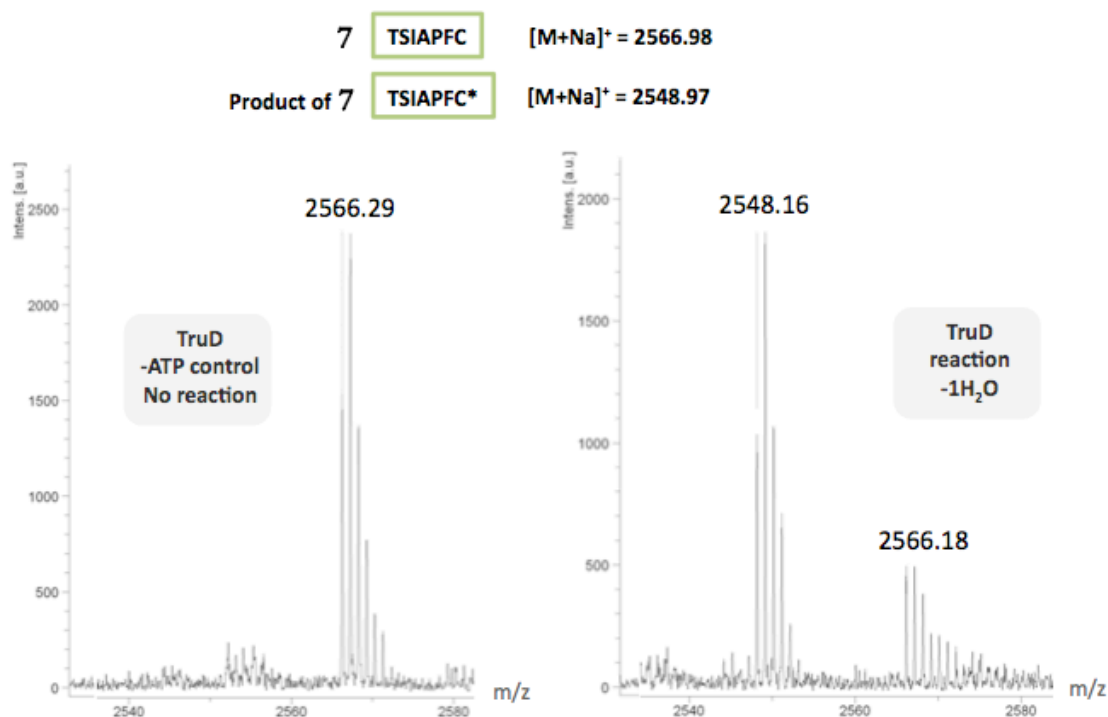 7 TSIAPFC [M+Na]⁺ = 2566.98
Product of 7 TSIAPFC* [M+Na]⁺ = 2548.97
Intens. [a.u.]
2500
2000
1500
1000
500
0
2566.29
TruD
-ATP control
No reaction
2540
2560
2580
m/z
Intens. [a.u.]
2000
1500
1000
500
0
2548.16
2566.18
TruD
reaction
-1H₂O
2540
2560
2580
m/z